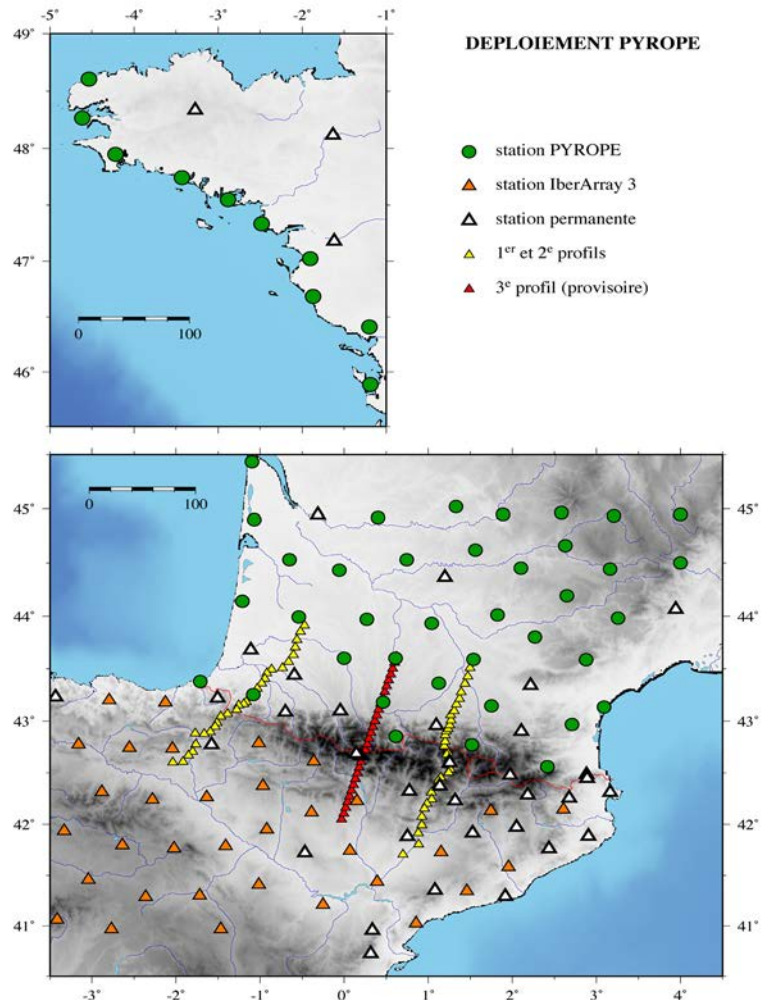 -5° -4° -3° -2° -1°
DEPLOIEMENT PYROPE
49°
48°
47°
46°
0 100
station PYROPE
station IberArray 3
station permanente
1er et 2e profils
3e profil (provisoire)
0 100
45°
44°
43°
42°
41°
-3° -2° -1° 0° 1° 2° 3° 4°